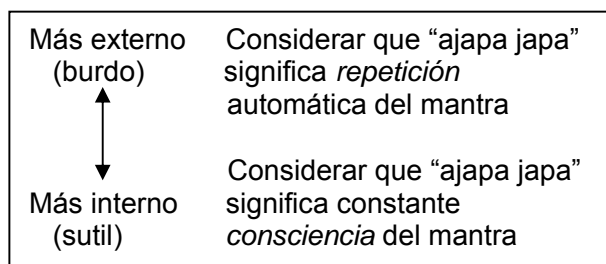 Más externo Considerar que “ajapa japa”
(burdo) significa repetición
automática del mantra
Considerar que “ajapa japa”
Más interno significa constante
(sutil) consciencia del mantra